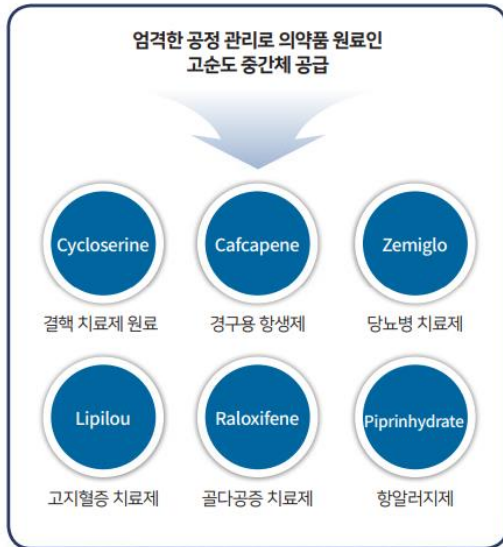 엄격한 공정 관리로 의약품 원료인
고순도 중간체 공급
Cycloserine
Cafcapene
Zemiglo
결핵 치료제 원료
경구용 항생제
당뇨병 치료제
Lipilou
Raloxifene
Piprinhydrate
고지혈증 치료제
골다공증 치료제
항알러지제